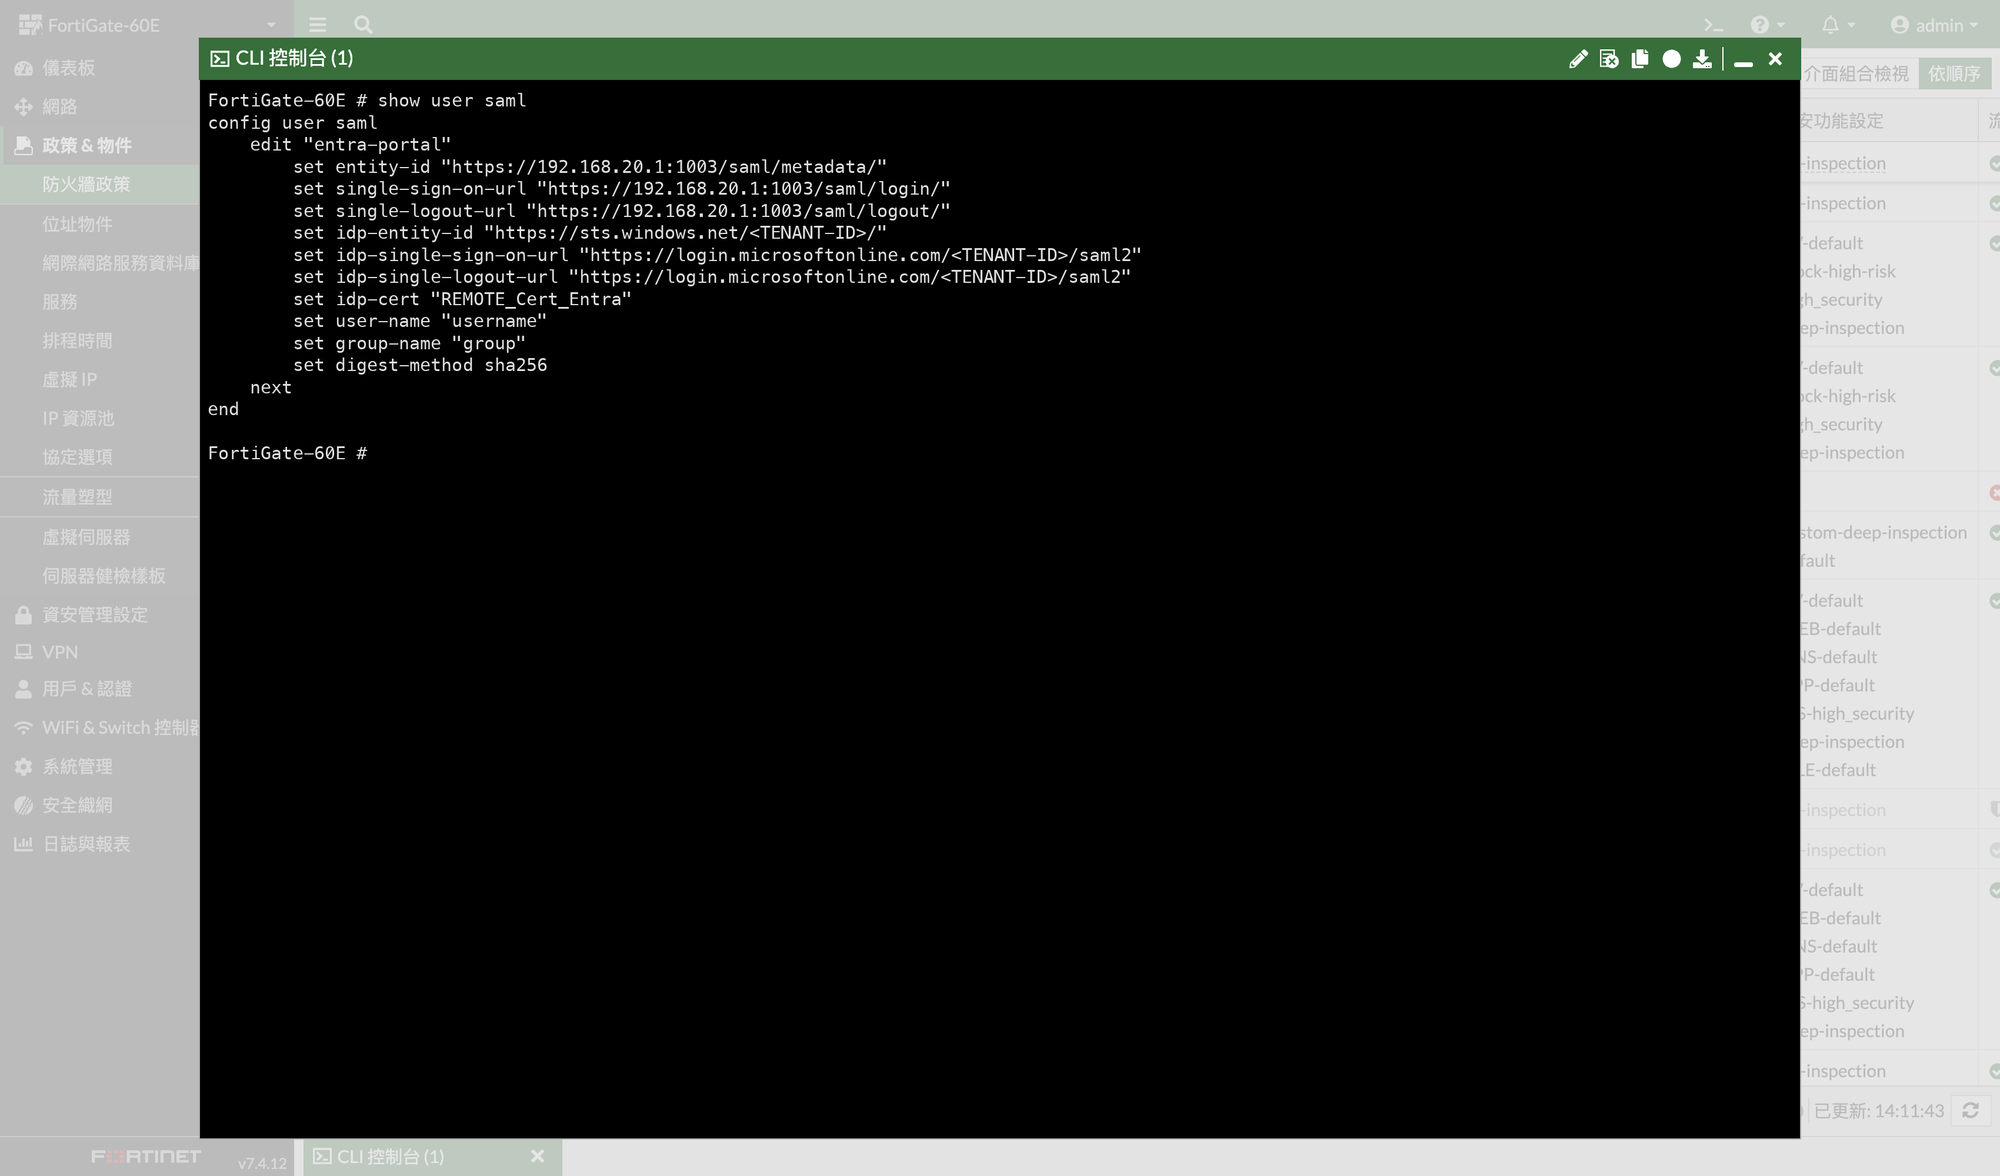 FortiGate-60E
admin
CLI 控制台 (1)
儀表板
網路
政策 & 物件
防火牆政策
位址物件
網際網路服務資料庫
服務
排程時間
虛擬 IP
IP 資源池
協定選項
流量塑型
虛擬伺服器
伺服器健檢樣板
資安管理設定
VPN
用戶 & 認證
WiFi & Switch 控制器
系統管理
安全織網
日誌與報表
FortiGate-60E # show user saml
config user saml
    edit "entra-portal"
        set entity-id "https://192.168.20.1:1003/saml/metadata/"
        set single-sign-on-url "https://192.168.20.1:1003/saml/login/"
        set single-logout-url "https://192.168.20.1:1003/saml/logout/"
        set idp-entity-id "https://sts.windows.net/<TENANT-ID>/"
        set idp-single-sign-on-url "https://login.microsoftonline.com/<TENANT-ID>/saml2"
        set idp-single-logout-url "https://login.microsoftonline.com/<TENANT-ID>/saml2"
        set idp-cert "REMOTE_Cert_Entra"
        set user-name "username"
        set group-name "group"
        set digest-method sha256
    next
end
FortiGate-60E #
介面組合檢視 依順序
安功能設定 流
-inspection
-inspection
-default
ck-high-risk
h_security
ep-inspection
-default
ck-high-risk
h_security
ep-inspection
stom-deep-inspection
fault
-default
EB-default
NS-default
PP-default
S-high_security
ep-inspection
LE-default
-inspection
-inspection
-default
EB-default
NS-default
PP-default
S-high_security
ep-inspection
-inspection
已更新: 14:11:43
FORTINET v7.4.12
CLI 控制台 (1)